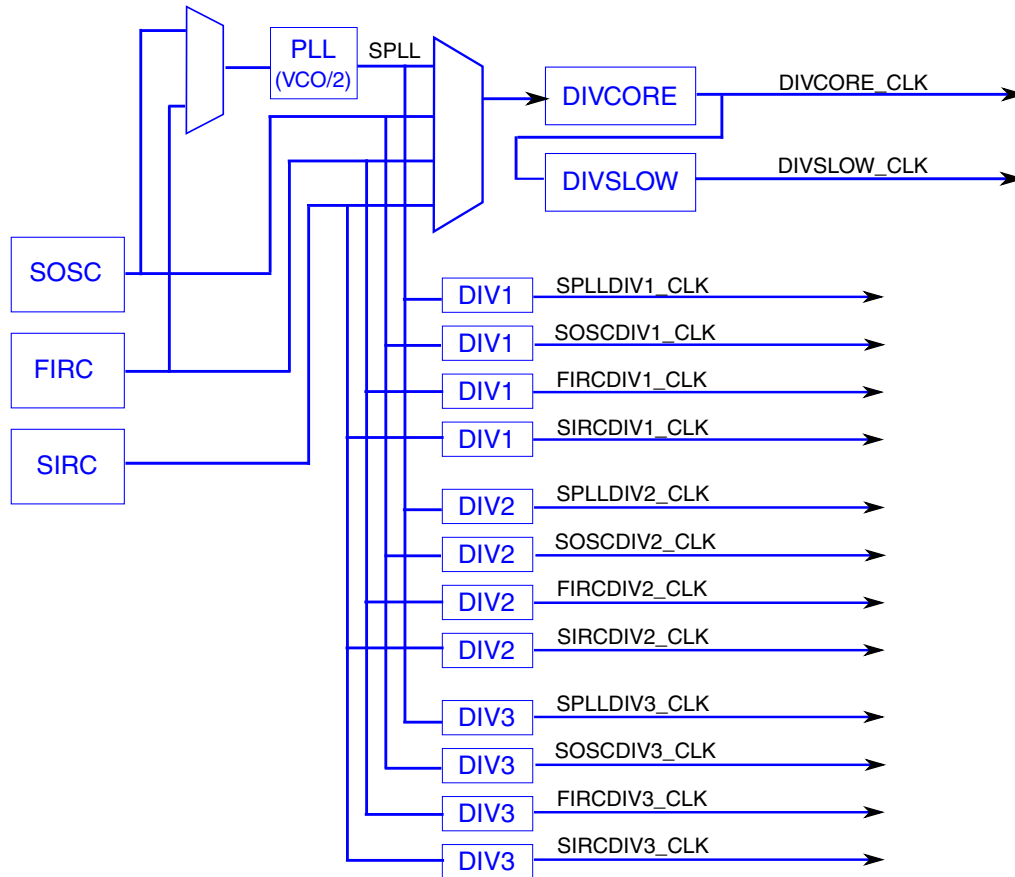 PLL
(VCO/2)
SPLL
DIVCORE
DIVCORE_CLK
DIVSLOW
DIVSLOW_CLK
SOSC
FIRC
SIRC
DIV1
SPLLDIV1_CLK
DIV1
SOSCDIV1_CLK
DIV1
FIRCDIV1_CLK
DIV1
SIRCDIV1_CLK
DIV2
SPLLDIV2_CLK
DIV2
SOSCDIV2_CLK
DIV2
FIRCDIV2_CLK
DIV2
SIRCDIV2_CLK
DIV3
SPLLDIV3_CLK
DIV3
SOSCDIV3_CLK
DIV3
FIRCDIV3_CLK
DIV3
SIRCDIV3_CLK